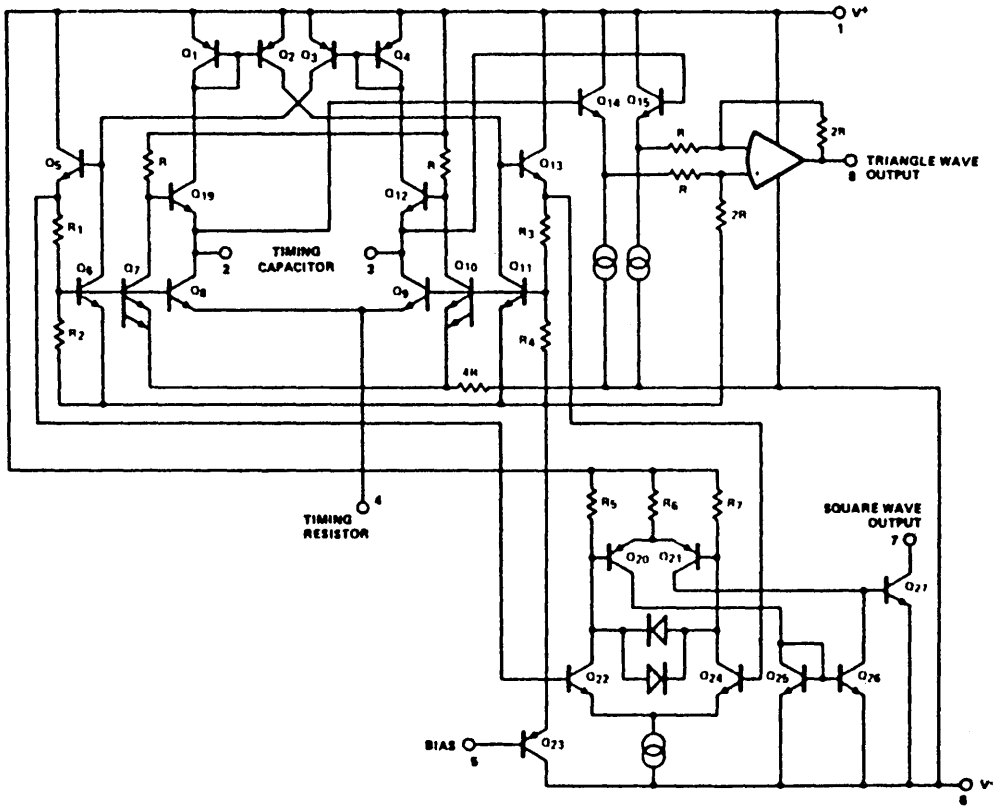 V+
1
Q1
Q2
Q3
Q4
Q14
Q15
R
2R
Q5
R
R
Q13
TRIANGLE WAVE
8 OUTPUT
Q19
Q12
R
2R
R1
R3
TIMING
CAPACITOR
2
3
Q6
Q7
Q8
Q9
Q10
Q11
R2
R4
4R
4
TIMING
RESISTOR
R5
R6
R7
SQUARE WAVE
OUTPUT
7
Q20
Q21
Q27
Q22
Q24
Q25
Q26
BIAS
5
Q23
V-
6